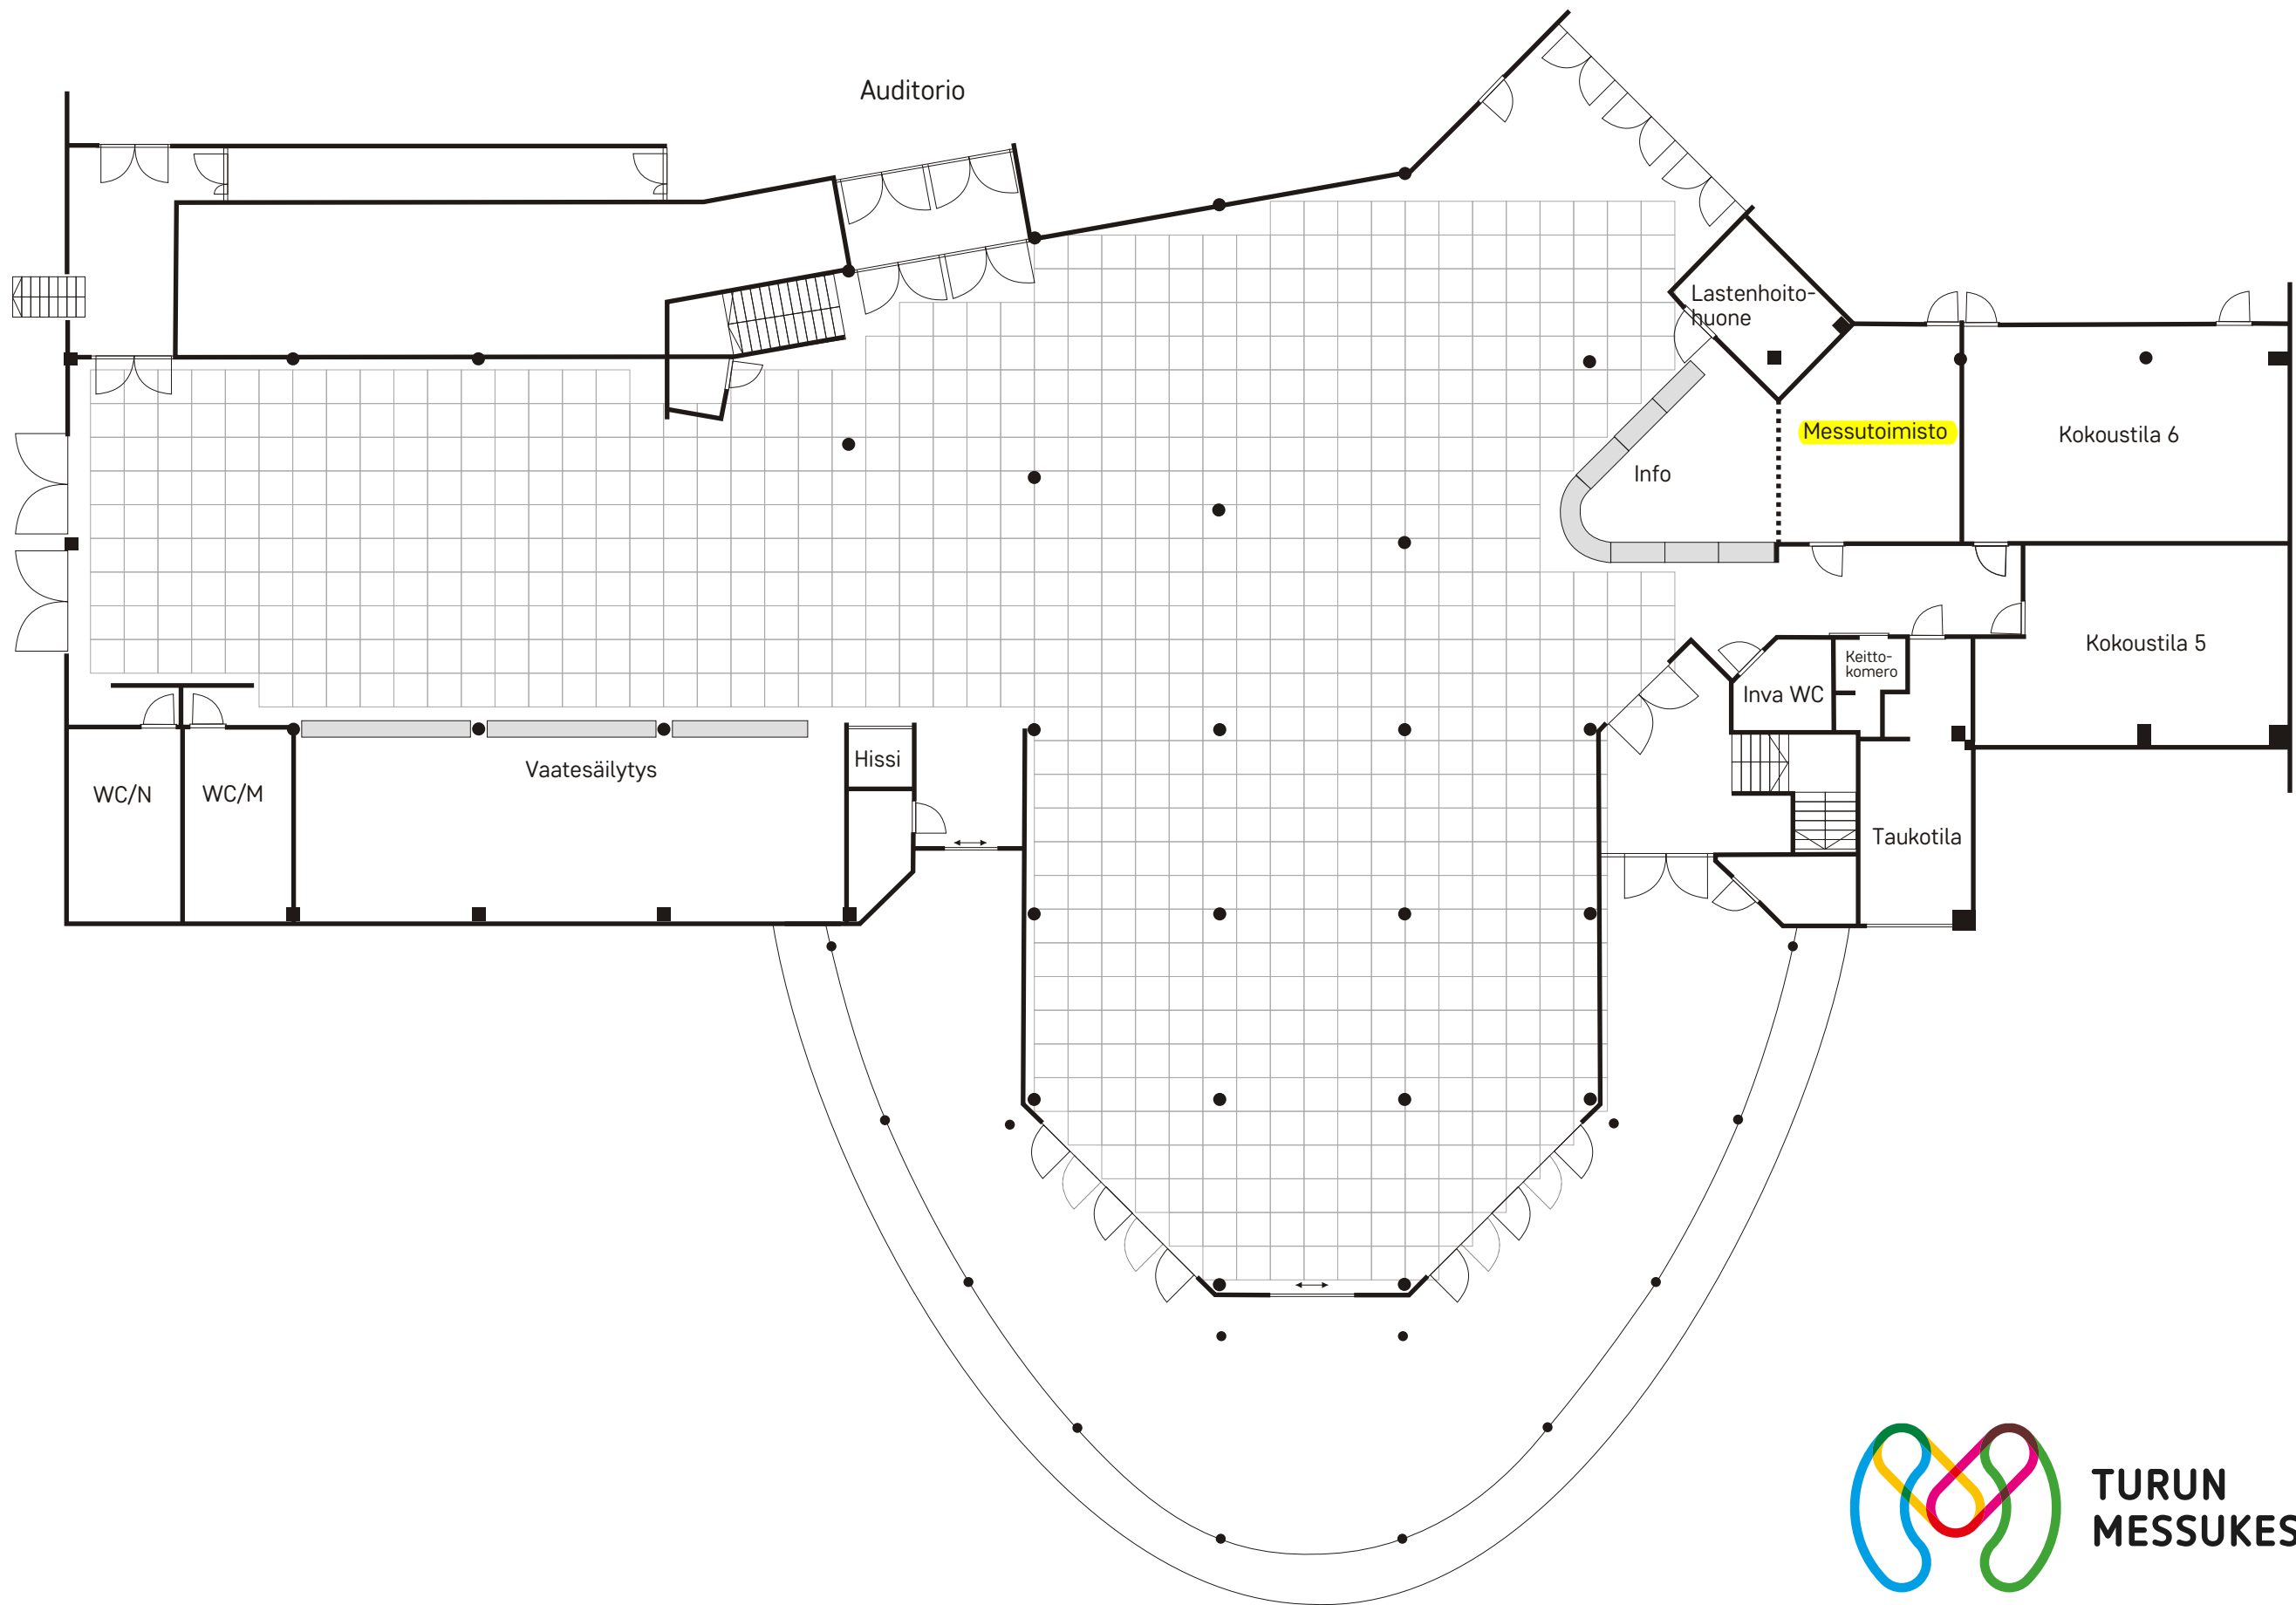 Auditorio
Lastenhoito-
huone
Messutoimisto
Kokoustila 6
Info
Kokoustila 5
Keitto-
komero
Inva WC
Hissi
Vaatesäilytys
WC/N
WC/M
Taukotila
TURUN
MESSUKES